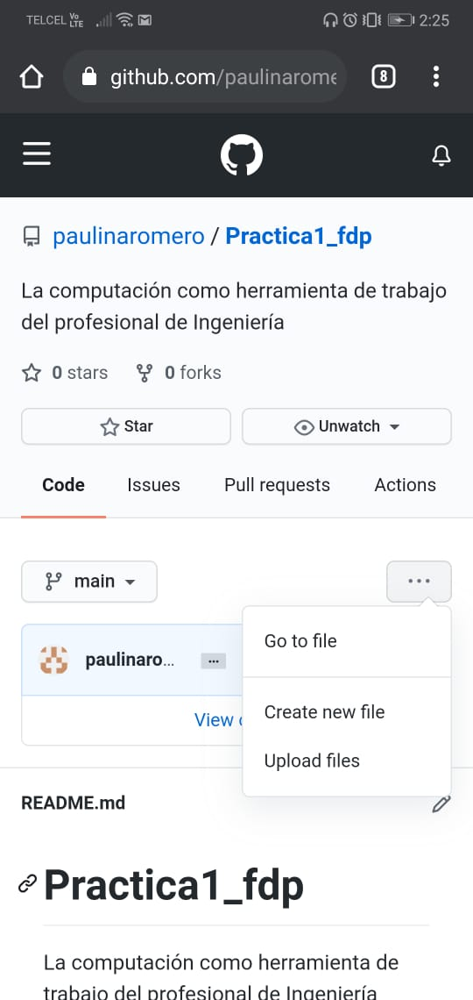 TELCEL Vo LTE 2:25
github.com/paulinarome
8
paulinaromero / Practica1_fdp
La computación como herramienta de trabajo
del profesional de Ingeniería
0 stars 0 forks
Star Unwatch
Code Issues Pull requests Actions
main ...
Go to file
paulinaro... ...
Create new file
View
Upload files
README.md
Practica1_fdp
La computación como herramienta de
trabajo del profesional de Ingeniería